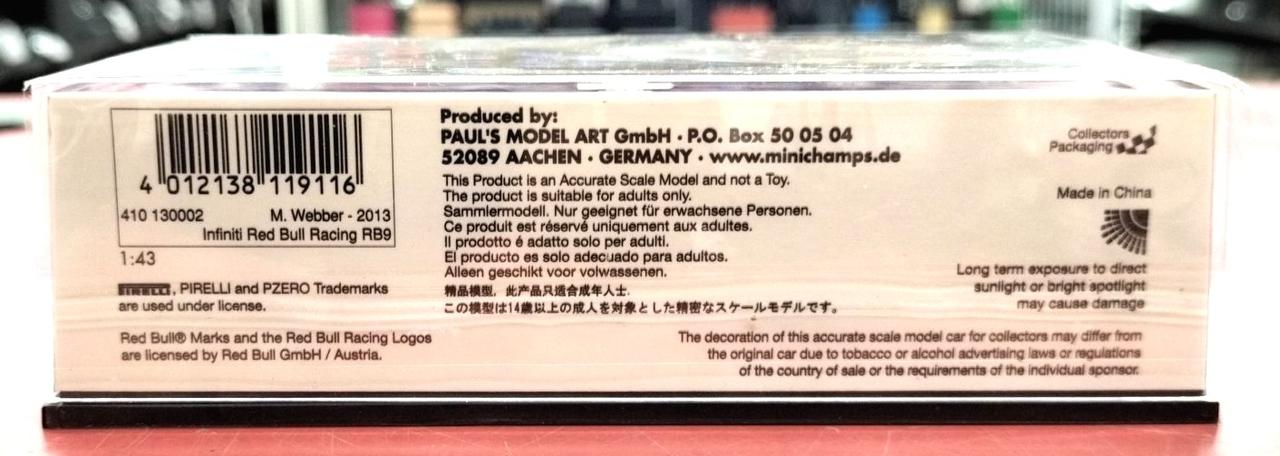 4 012138 119116
410 130002 M. Webber - 2013
Infiniti Red Bull Racing RB9
1:43
PIRELLI, PIRELLI and PZERO Trademarks
are used under license.
Red Bull® Marks and the Red Bull Racing Logos
are licensed by Red Bull GmbH / Austria.
Produced by:
PAUL'S MODEL ART GmbH · P.O. Box 50 05 04
52089 AACHEN · GERMANY · www.minichamps.de
This Product is an Accurate Scale Model and not a Toy.
The product is suitable for adults only.
Sammlermodell. Nur geeignet für erwachsene Personen.
Ce produit est réservé uniquement aux adultes.
Il prodotto é adatto solo per adulti.
El producto es solo adecuado para adultos.
Alleen geschikt voor volwassenen.
精品模型，此产品只适合成年人士.
この模型は14歳以上の成人を対象とした精密なスケールモデルです。
Collectors
Packaging
Made in China
Long term exposure to direct
sunlight or bright spotlight
may cause damage
The decoration of this accurate scale model car for collectors may differ from
the original car due to tobacco or alcohol advertising laws or regulations
of the country of sale or the requirements of the individual sponsor.